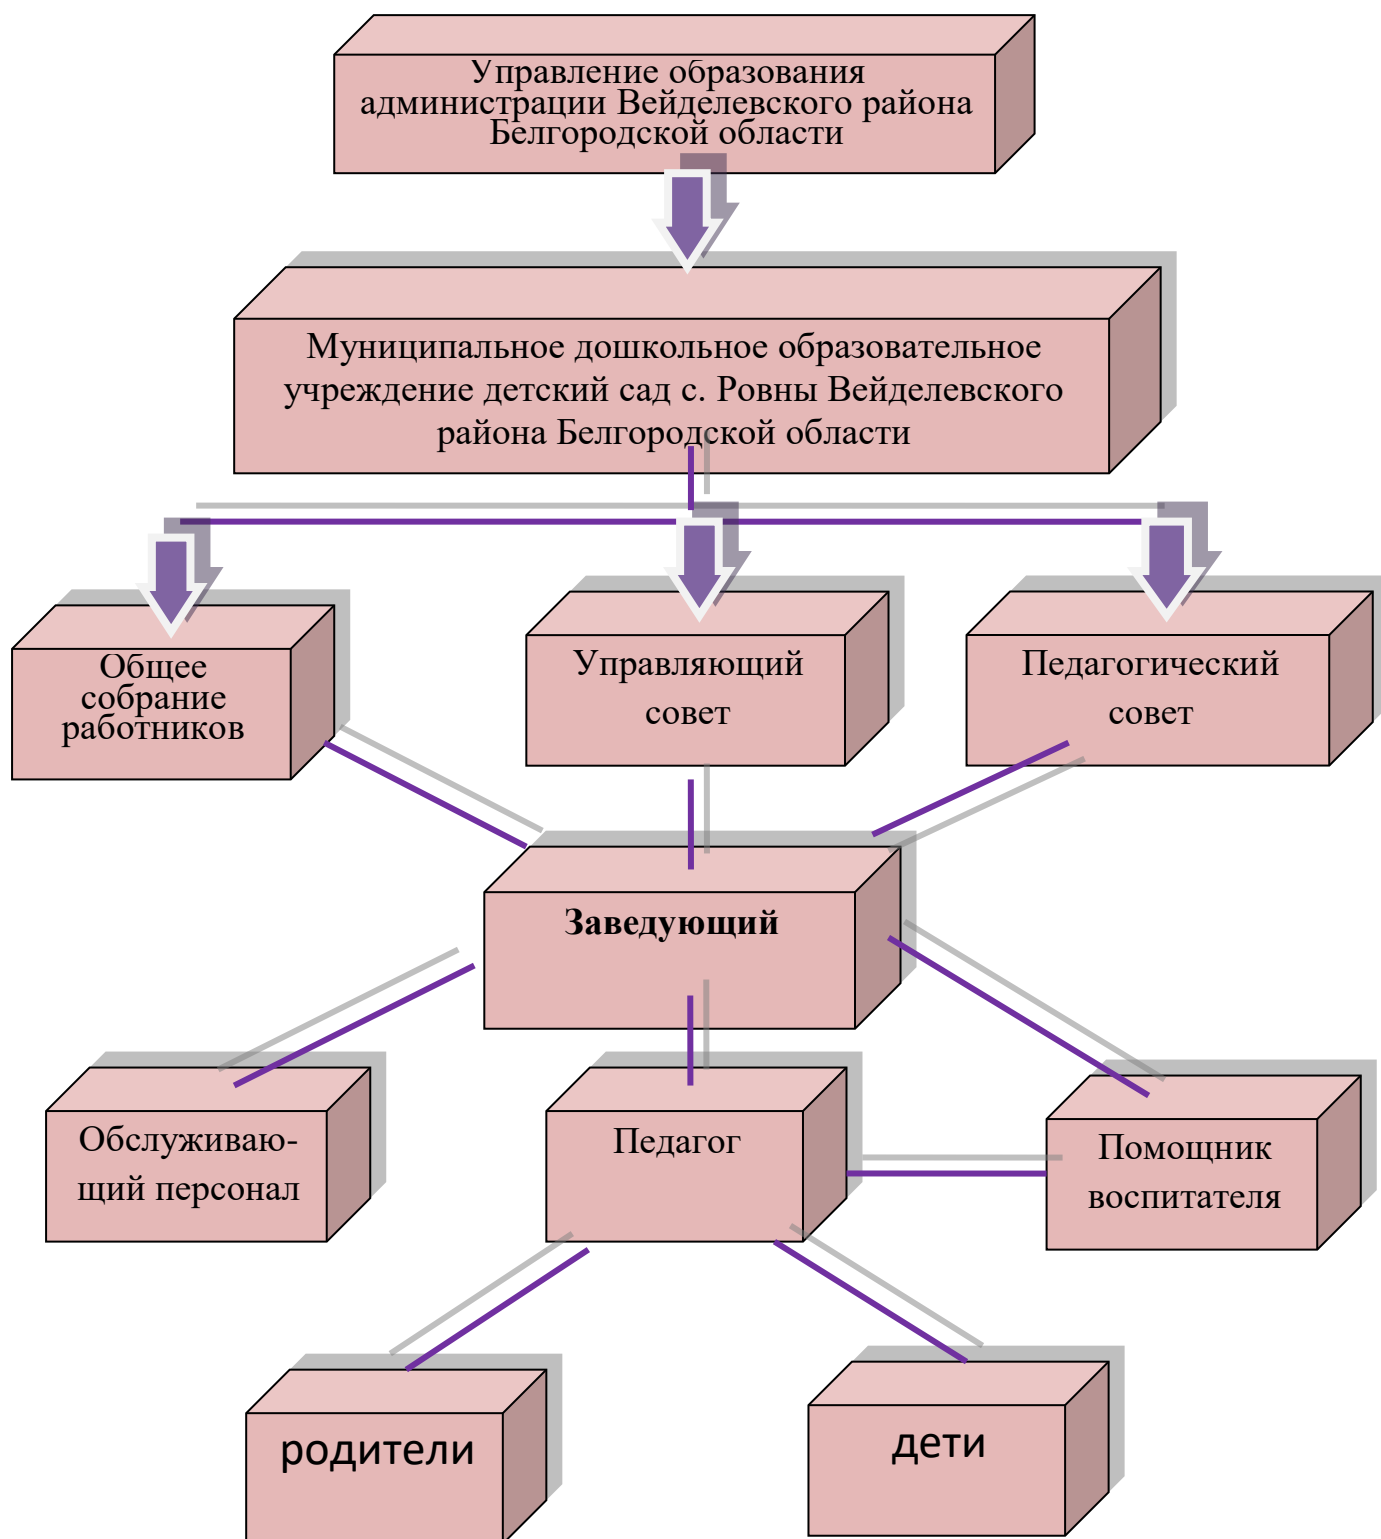 Управление образования
администрации Вейделевского района
Белгородской области
Муниципальное дошкольное образовательное
учреждение детский сад с. Ровны Вейделевского
района Белгородской области
Общее
собрание
работников
Управляющий
совет
Педагогический
совет
Заведующий
Обслуживаю-
щий персонал
Педагог
Помощник
воспитателя
родители
дети